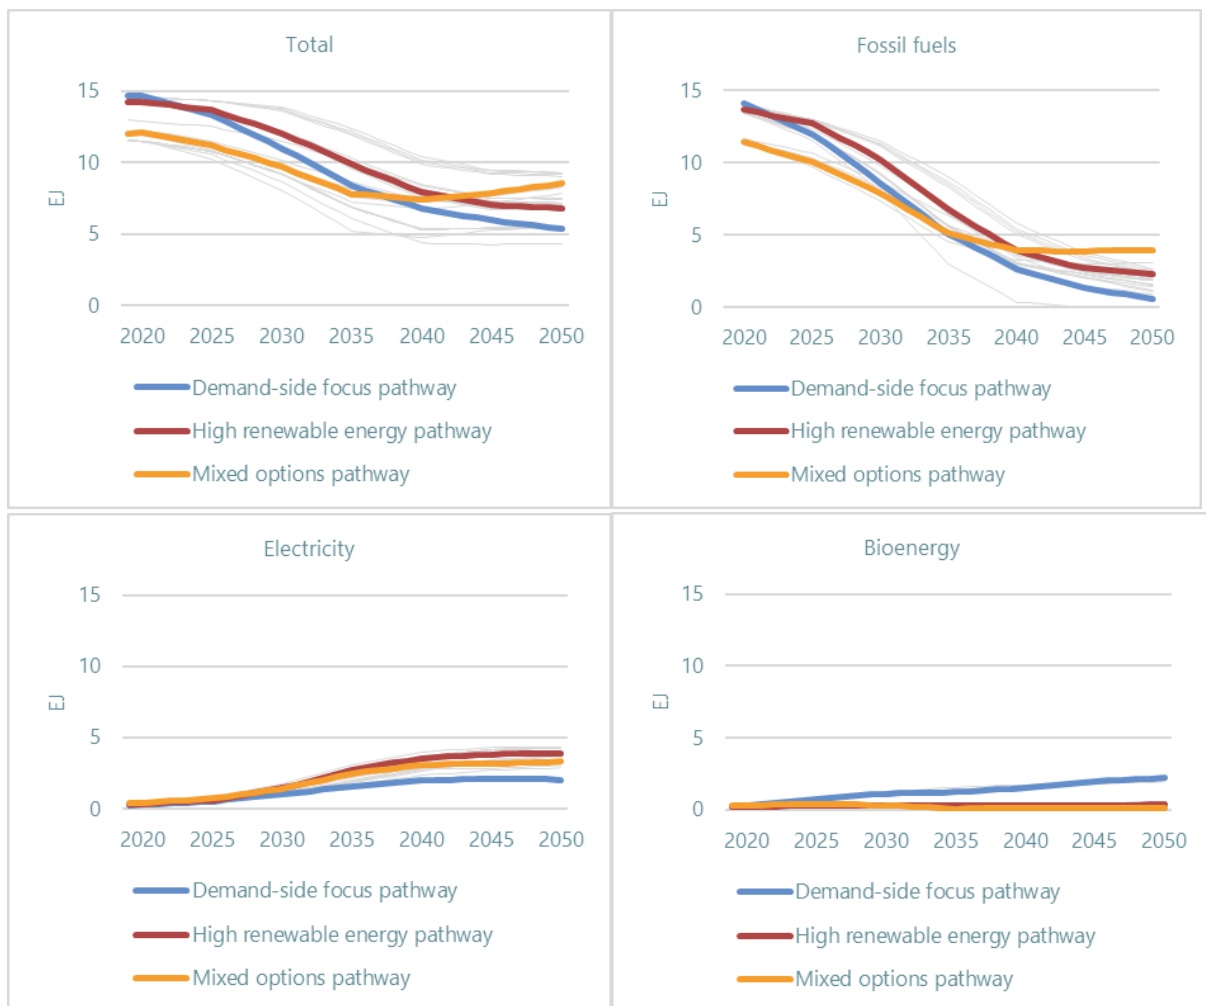 Total
15
10
EJ
5
0
2020 2025 2030 2035 2040 2045 2050
Demand-side focus pathway
High renewable energy pathway
Mixed options pathway
Fossil fuels
15
10
EJ
5
0
2020 2025 2030 2035 2040 2045 2050
Demand-side focus pathway
High renewable energy pathway
Mixed options pathway
Electricity
15
10
EJ
5
0
2020 2025 2030 2035 2040 2045 2050
Demand-side focus pathway
High renewable energy pathway
Mixed options pathway
Bioenergy
15
10
EJ
5
0
2020 2025 2030 2035 2040 2045 2050
Demand-side focus pathway
High renewable energy pathway
Mixed options pathway